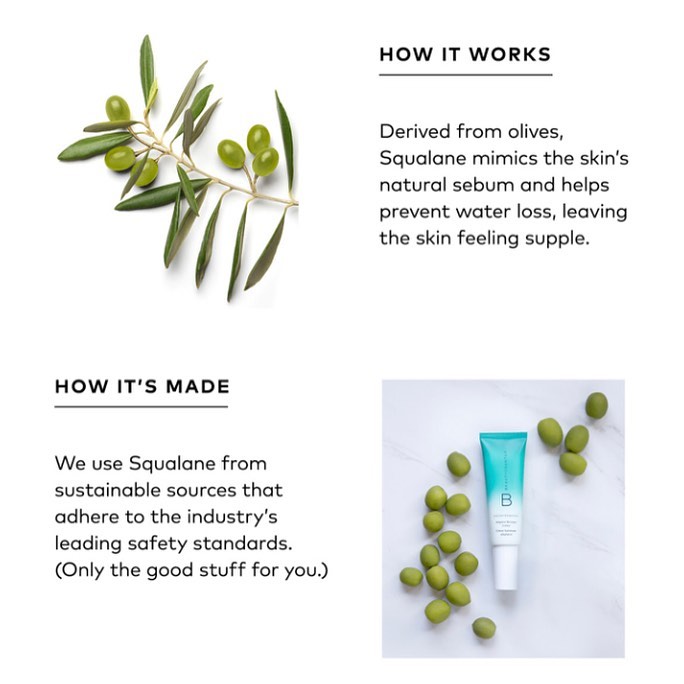 HOW IT WORKS
Derived from olives,
Squalane mimics the skin’s
natural sebum and helps
prevent water loss, leaving
the skin feeling supple.
HOW IT’S MADE
We use Squalane from
sustainable sources that
adhere to the industry’s
leading safety standards.
(Only the good stuff for you.)
B